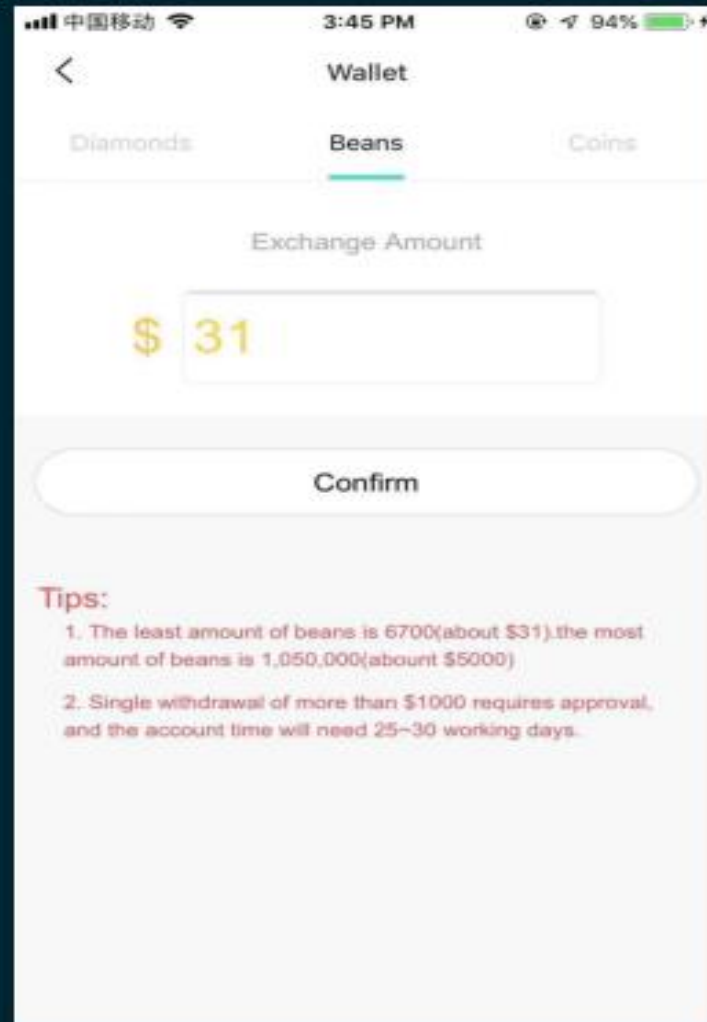 中国移动 3:45 PM 94%
Wallet
Diamonds Beans Coins
Exchange Amount
$ 31
Confirm
Tips:
1. The least amount of beans is 6700(about $31).the most
amount of beans is 1,050,000(abount $5000)
2. Single withdrawal of more than $1000 requires approval,
and the account time will need 25~30 working days.